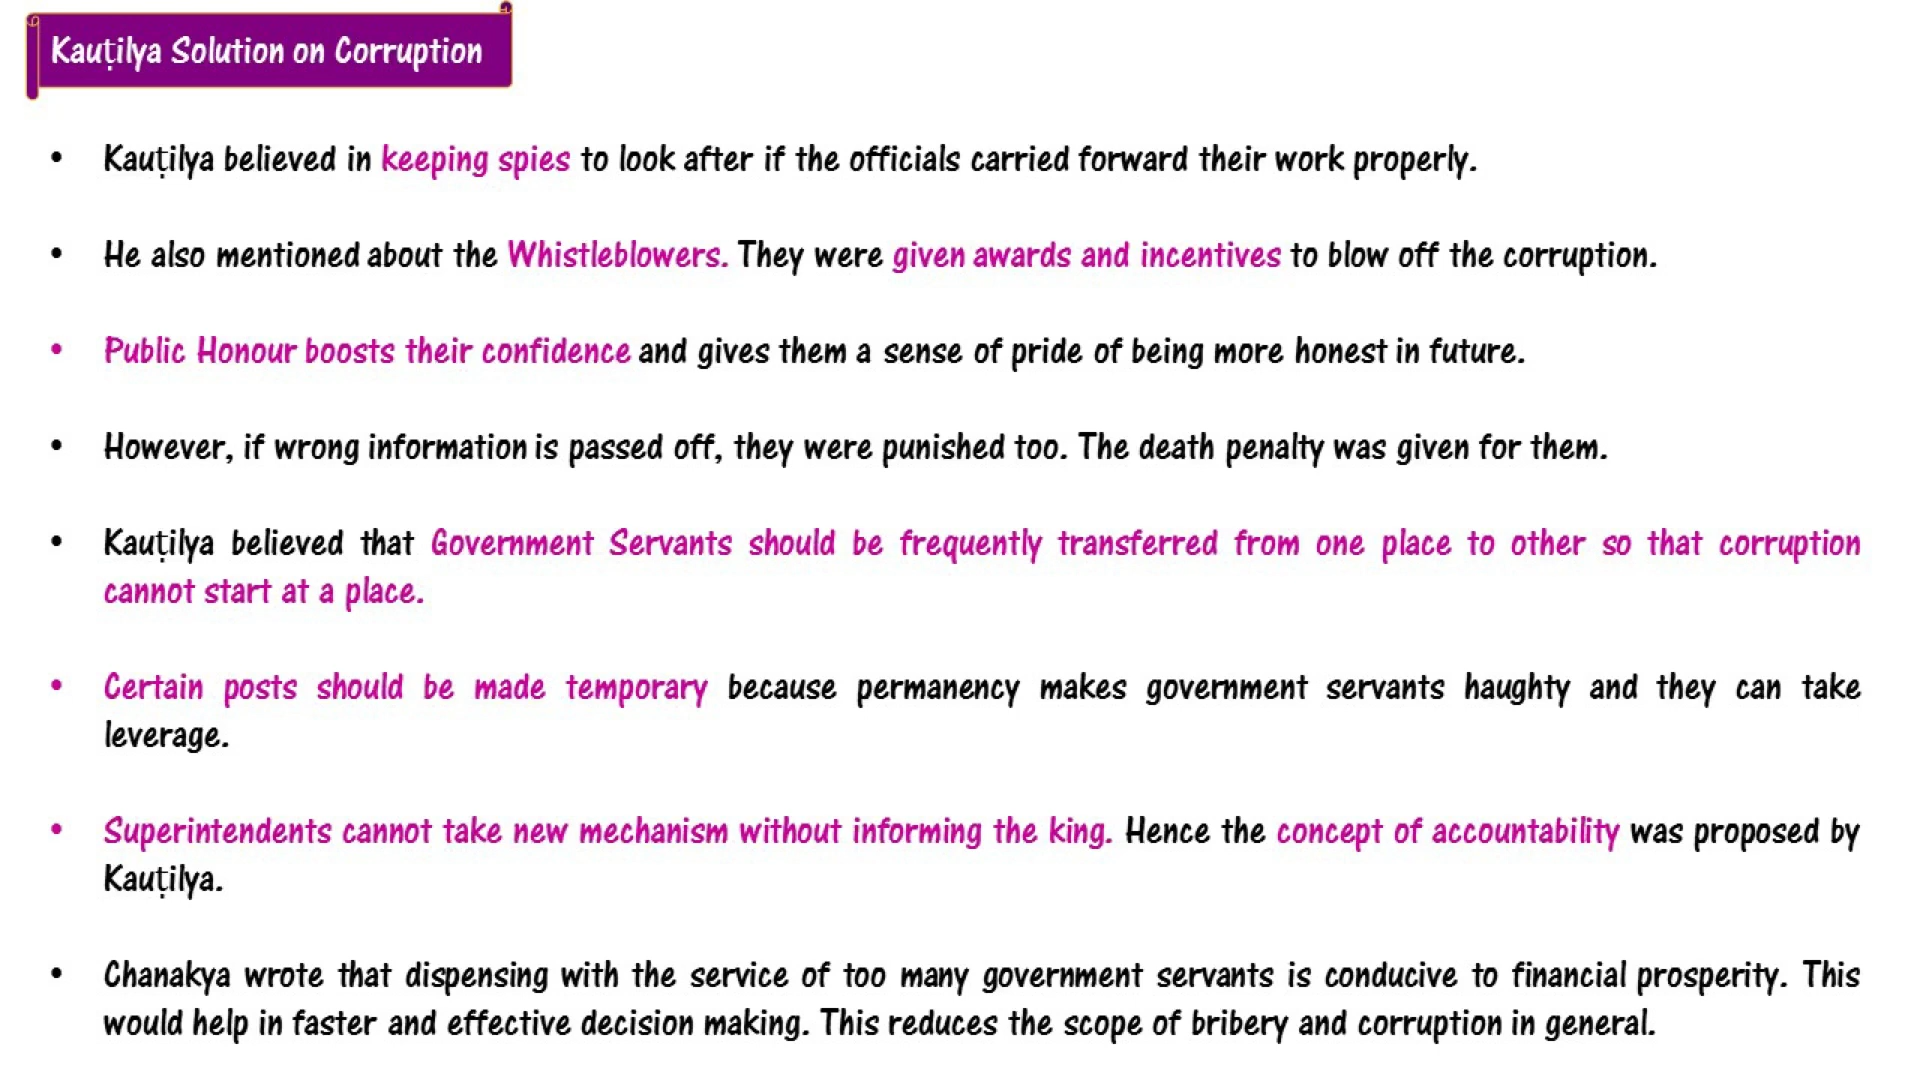 Kauṭilya Solution on Corruption
• Kauṭilya believed in keeping spies to look after if the officials carried forward their work properly.
• He also mentioned about the Whistleblowers. They were given awards and incentives to blow off the corruption.
• Public Honour boosts their confidence and gives them a sense of pride of being more honest in future.
• However, if wrong information is passed off, they were punished too. The death penalty was given for them.
• Kauṭilya believed that Government Servants should be frequently transferred from one place to other so that corruption
cannot start at a place.
• Certain posts should be made temporary because permanency makes government servants haughty and they can take
leverage.
• Superintendents cannot take new mechanism without informing the king. Hence the concept of accountability was proposed by
Kauṭilya.
• Chanakya wrote that dispensing with the service of too many government servants is conducive to financial prosperity. This
would help in faster and effective decision making. This reduces the scope of bribery and corruption in general.